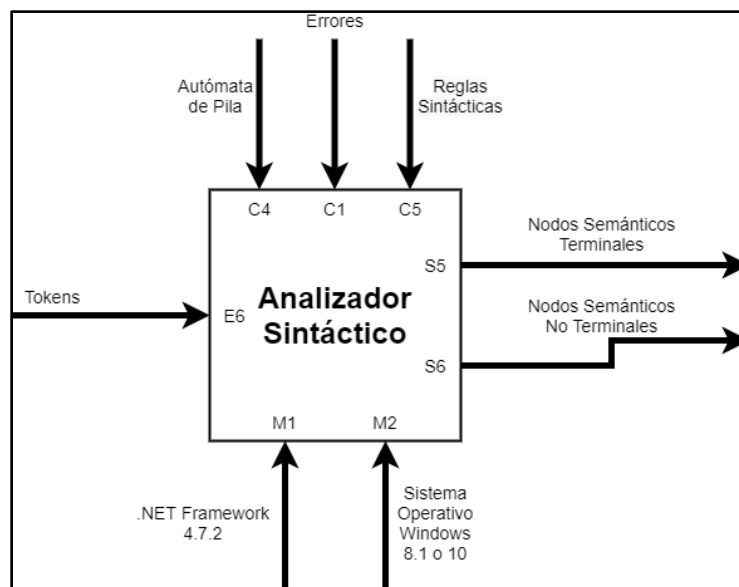 Errores
Autómata
de Pila
Reglas
Sintácticas
C4
C1
C5
Nodos Semánticos
Terminales
S5
Tokens
E6
Analizador
Sintáctico
Nodos Semánticos
No Terminales
S6
M1
M2
.NET Framework
4.7.2
Sistema
Operativo
Windows
8.1 o 10